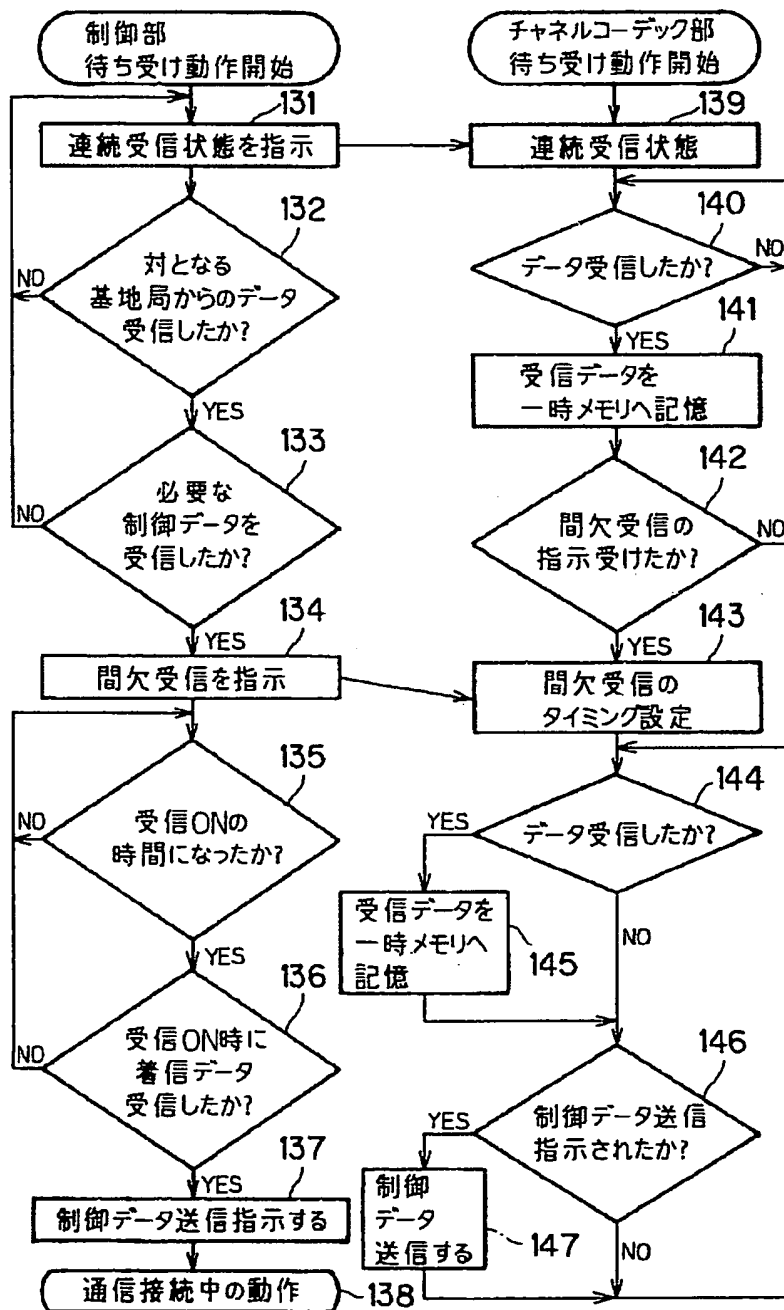 制御部
待ち受け動作開始
131
連続受信状態を指示
132
対となる
基地局からのデータ
受信したか?
NO
YES
133
必要な
制御データを
受信したか?
NO
YES
134
間欠受信を指示
135
受信ONの
時間になったか?
NO
YES
136
受信ON時に
着信データ
受信したか?
NO
YES
137
制御データ送信指示する
通信接続中の動作
138
チャネルコーデック部
待ち受け動作開始
139
連続受信状態
140
データ受信したか?
NO
YES
141
受信データを
一時メモリへ記憶
142
間欠受信の
指示受けたか?
NO
YES
143
間欠受信の
タイミング設定
144
データ受信したか?
YES
NO
受信データを
一時メモリへ
記憶
145
146
制御データ送信
指示されたか?
YES
NO
制御
データ
送信する
147